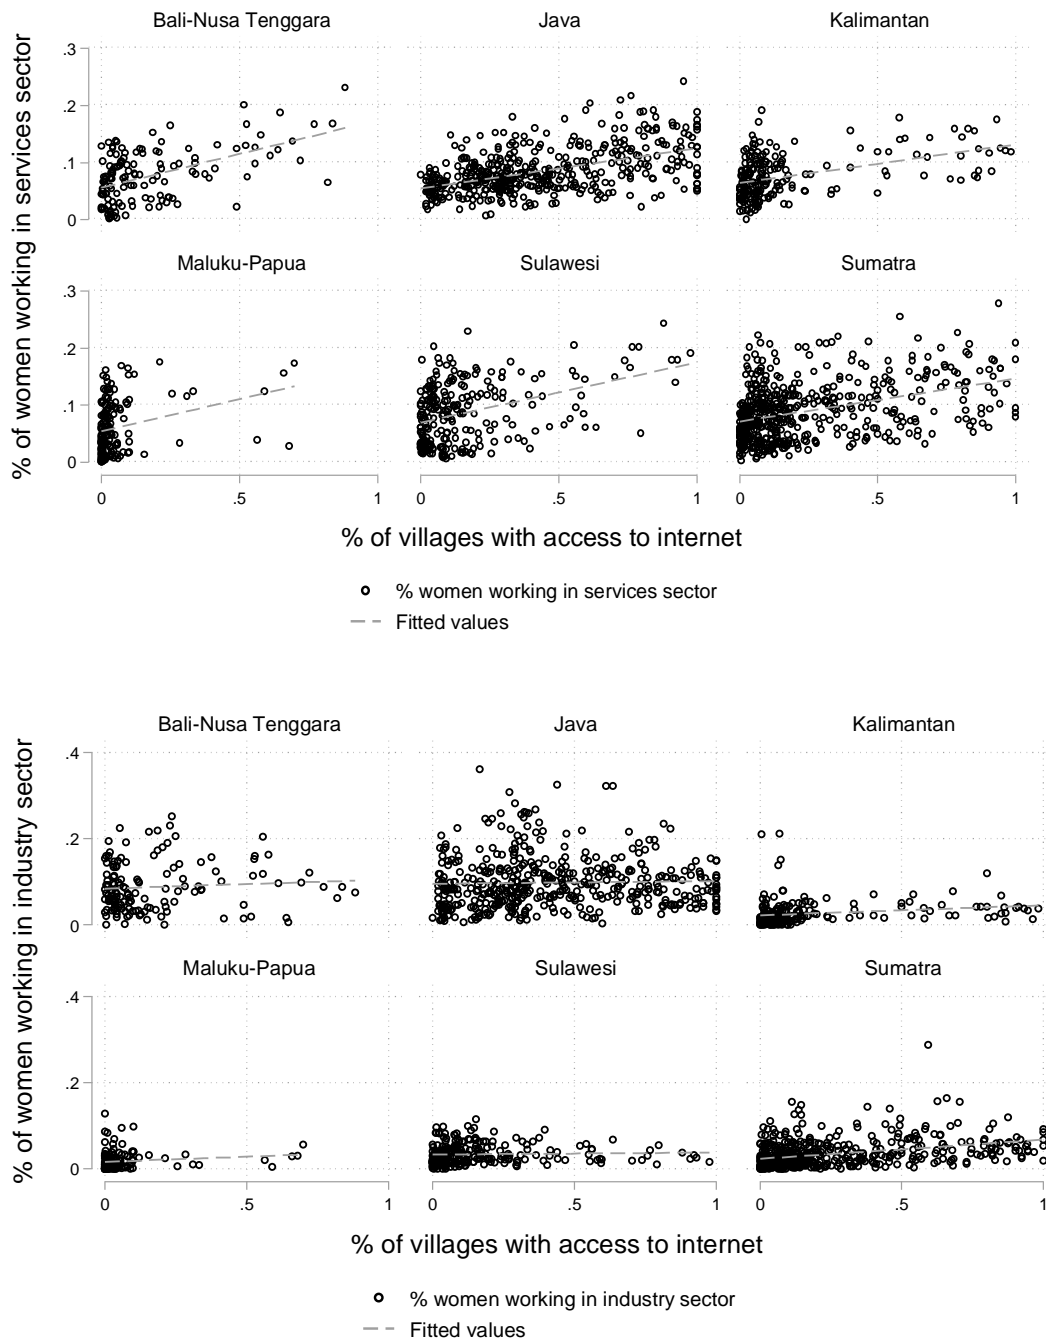 Bali-Nusa Tenggara Java Kalimantan
.3
.2
.1
0
Maluku-Papua Sulawesi Sumatra
.3
.2
.1
0
0 .5 1 0 .5 1 0 .5 1
% of women working in services sector
% of villages with access to internet
% women working in services sector
Fitted values
Bali-Nusa Tenggara Java Kalimantan
.4
.2
0
Maluku-Papua Sulawesi Sumatra
.4
.2
0
0 .5 1 0 .5 1 0 .5 1
% of women working in industry sector
% of villages with access to internet
% women working in industry sector
Fitted values